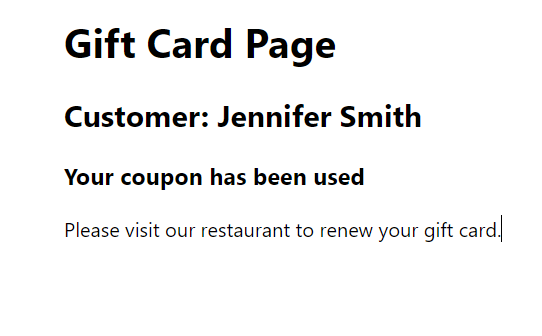 Gift Card Page
Customer: Jennifer Smith
Your coupon has been used
Please visit our restaurant to renew your gift card.